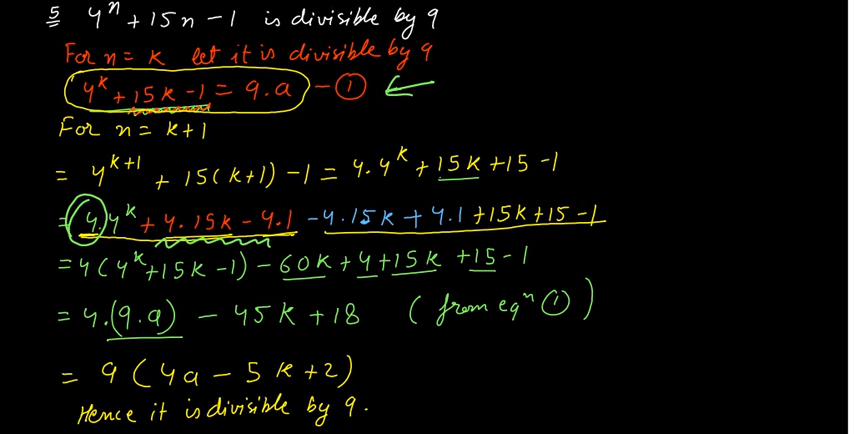 5 4ⁿ + 15n - 1 is divisible by 9
For n = k let it is divisible by 9
4ᵏ + 15k - 1 = 9.a - ①
For n = k+1
= 4ᵏ⁺¹ + 15(k+1) - 1 = 4.4ᵏ + 15k + 15 - 1
= 4.4ᵏ + 4.15k - 4.1 - 4.15k + 4.1 + 15k + 15 - 1
= 4(4ᵏ + 15k - 1) - 60k + 4 + 15k + 15 - 1
= 4.(9.a) - 45k + 18 (from eqⁿ ①)
= 9(4a - 5k + 2)
Hence it is divisible by 9.